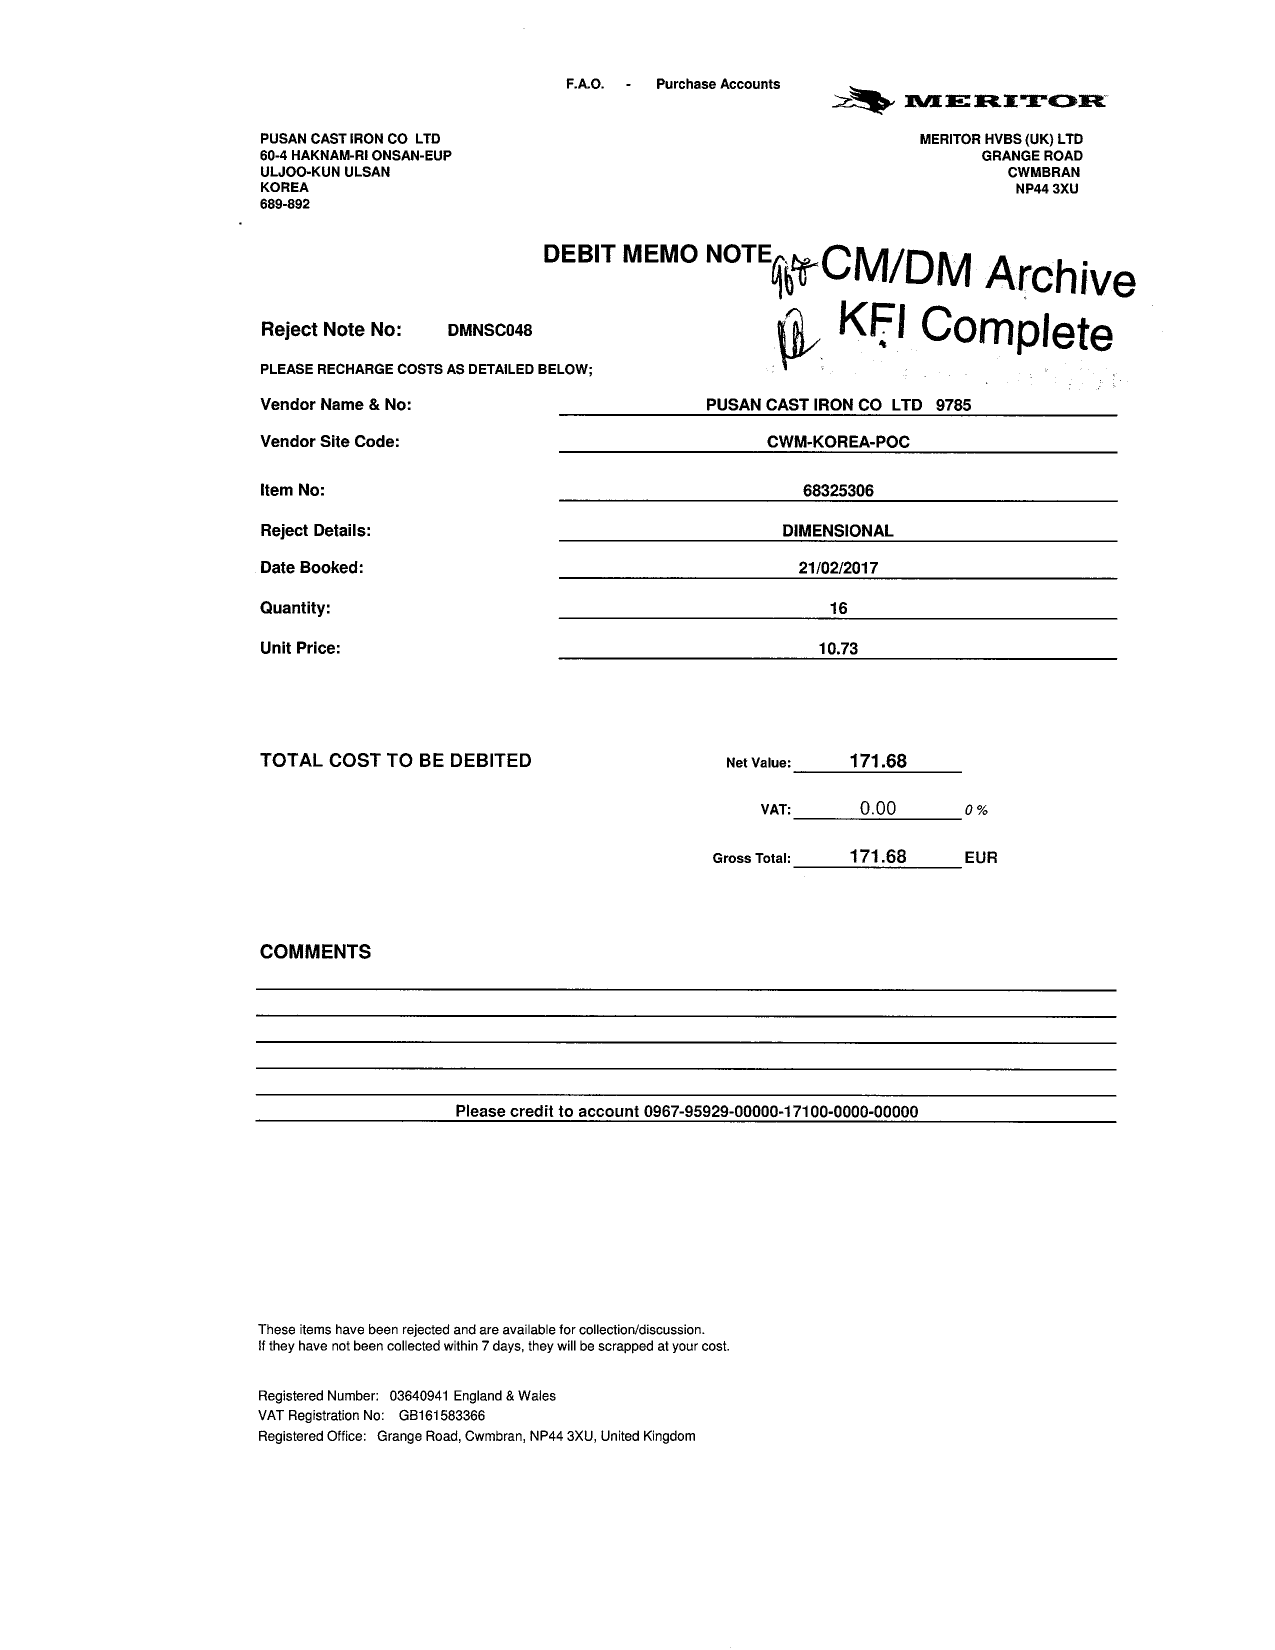 F.A.O. - Purchase Accounts
MERITOR
PUSAN CAST IRON CO LTD
60-4 HAKNAM-RI ONSAN-EUP
ULJOO-KUN ULSAN
KOREA
689-892
MERITOR HVBS (UK) LTD
GRANGE ROAD
CWMBRAN
NP44 3XU
DEBIT MEMO NOTE
CM/DM Archive
KFI Complete
Reject Note No: DMNSC048
PLEASE RECHARGE COSTS AS DETAILED BELOW;
Vendor Name & No: PUSAN CAST IRON CO LTD 9785
Vendor Site Code: CWM-KOREA-POC
Item No: 68325306
Reject Details: DIMENSIONAL
Date Booked: 21/02/2017
Quantity: 16
Unit Price: 10.73
TOTAL COST TO BE DEBITED Net Value: 171.68
VAT: 0.00 0 %
Gross Total: 171.68 EUR
COMMENTS
Please credit to account 0967-95929-00000-17100-0000-00000
These items have been rejected and are available for collection/discussion.
If they have not been collected within 7 days, they will be scrapped at your cost.
Registered Number: 03640941 England & Wales
VAT Registration No: GB161583366
Registered Office: Grange Road, Cwmbran, NP44 3XU, United Kingdom